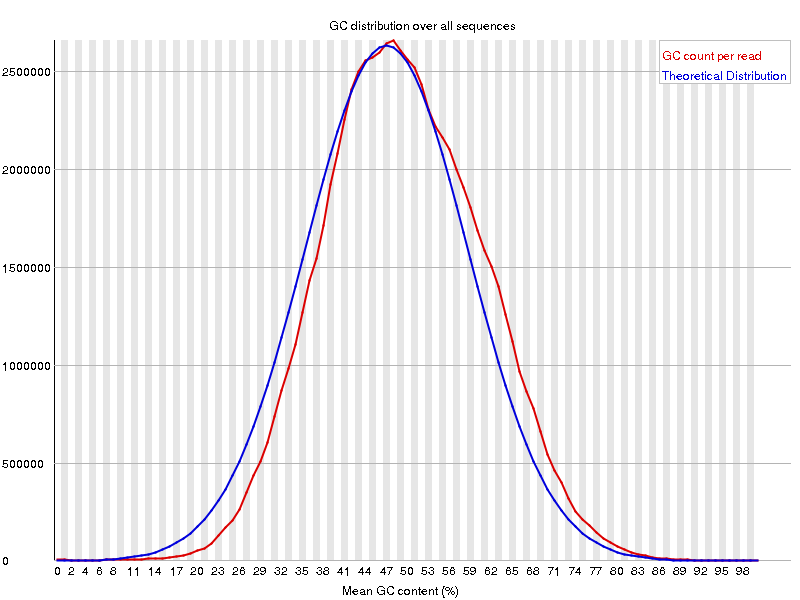 GC distribution over all sequences
GC count per read
Theoretical Distribution
2500000
2000000
1500000
1000000
500000
0
0 2 4 6 8 11 14 17 20 23 26 29 32 35 38 41 44 47 50 53 56 59 62 65 68 71 74 77 80 83 86 89 92 95 98
Mean GC content (%)